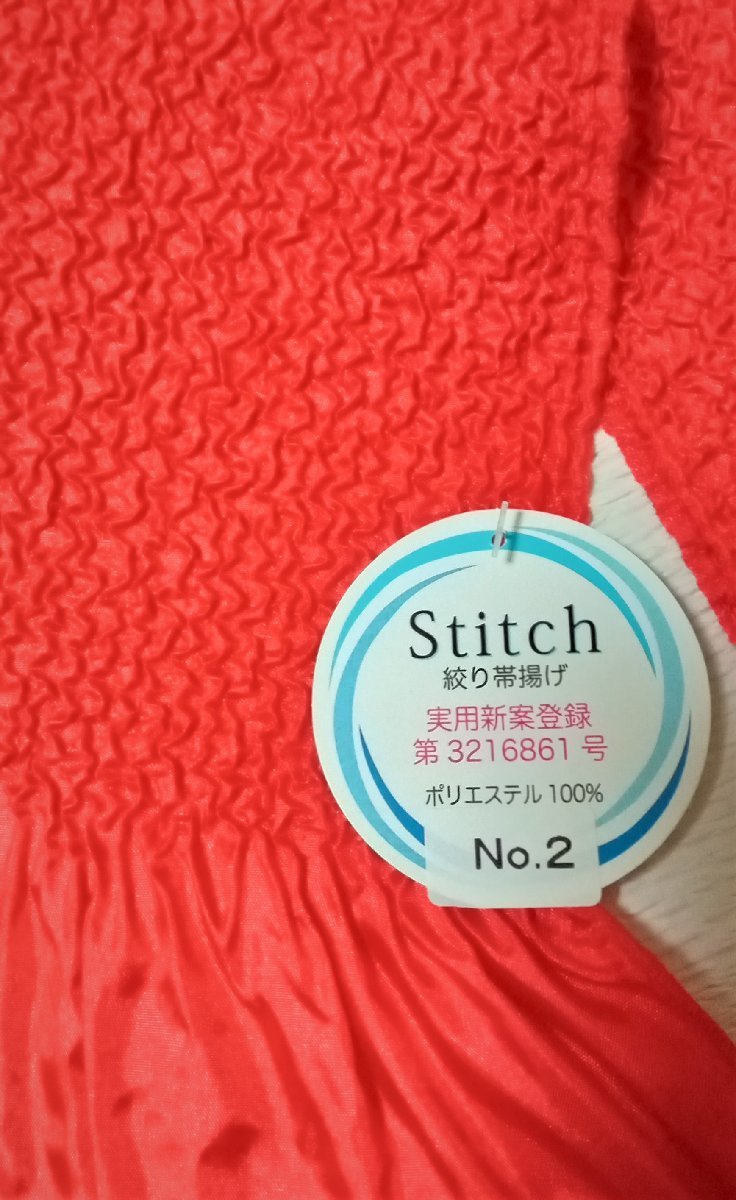 Stitch
絞り帯揚げ
実用新案登録
第 3216861 号
ポリエステル 100%
No.2